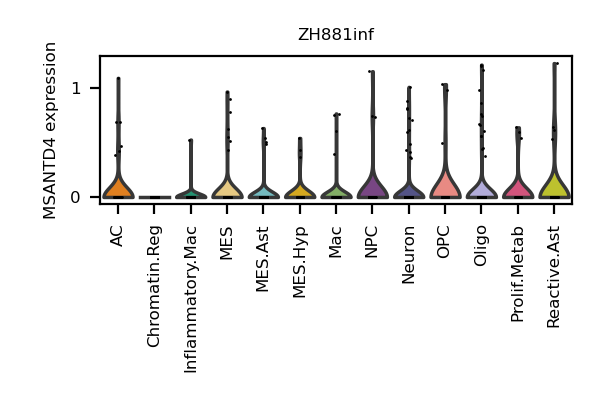 ZH881inf
MSANTD4 expression
1
0
AC
Chromatin.Reg
Inflammatory.Mac
MES
MES.Ast
MES.Hyp
Mac
NPC
Neuron
OPC
Oligo
Prolif.Metab
Reactive.Ast